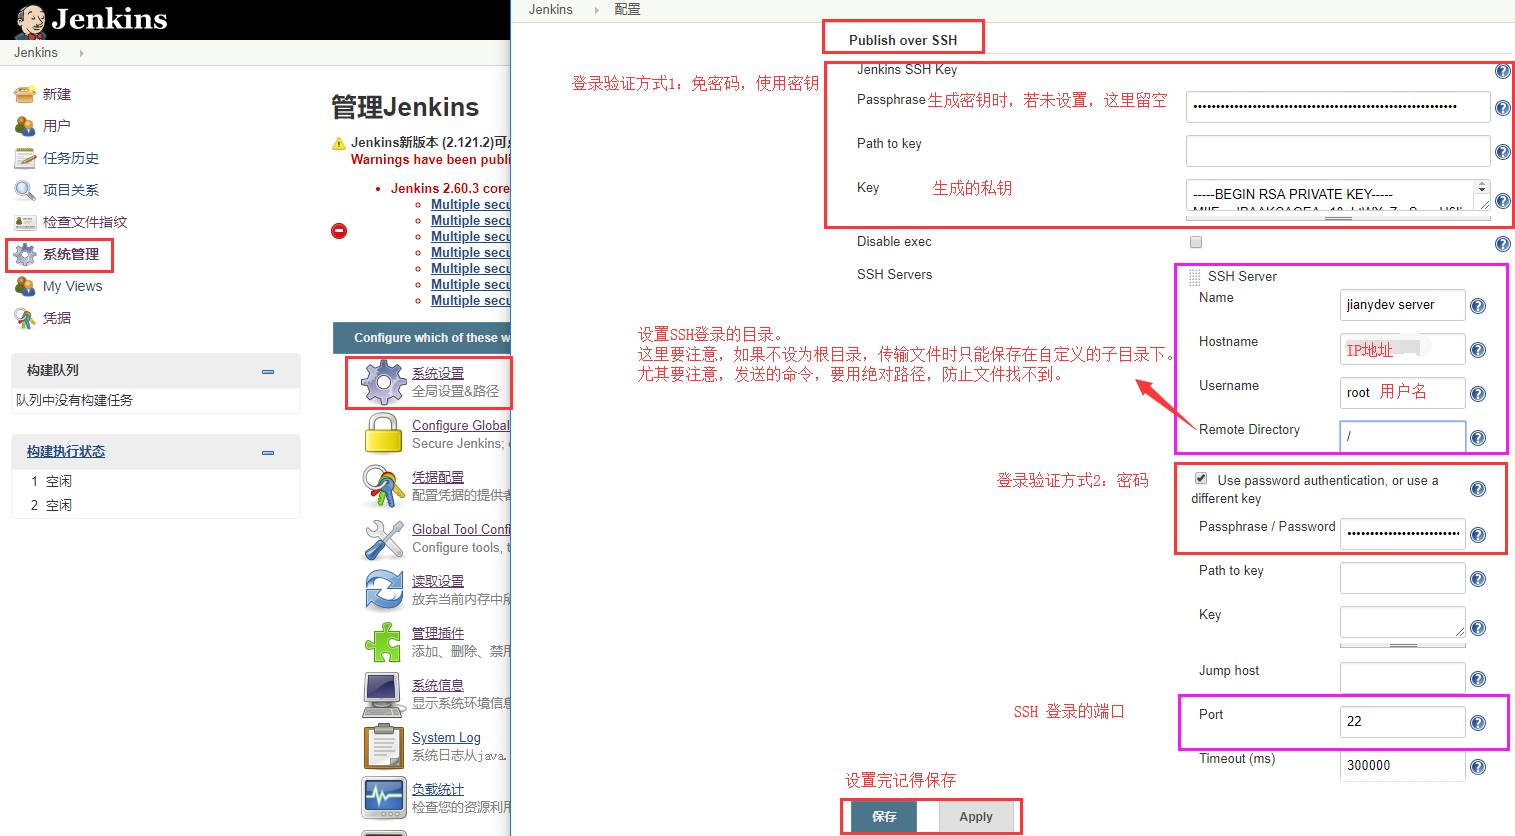 Jenkins
Jenkins
新建
用户
任务历史
项目关系
检查文件指纹
系统管理
My Views
凭据
构建队列
队列中没有构建任务
构建执行状态
1 空闲
2 空闲
管理Jenkins
Jenkins新版本 (2.121.2)可
Warnings have been publi
Jenkins 2.60.3 core
Multiple secu
Multiple secu
Multiple secu
Multiple secu
Multiple secu
Multiple secu
Multiple secu
Configure which of these w
系统设置
全局设置&路径
Configure Global
Secure Jenkins;
凭据配置
配置凭据的提供者
Global Tool Confi
Configure tools, t
读取设置
放弃当前内存中所
管理插件
添加、删除、禁用
系统信息
显示系统环境信息
System Log
系统日志从java.
负载统计
检查您的资源利用
Jenkins 配置
Publish over SSH
登录验证方式1：免密码，使用密钥
Jenkins SSH Key
Passphrase 生成密钥时，若未设置，这里留空
••••••••••••••••••••••••••••••••••••••••••••••••••••••••••
Path to key
Key 生成的私钥
-----BEGIN RSA PRIVATE KEY-----
Disable exec
SSH Servers
SSH Server
Name jianydev server
设置SSH登录的目录。
这里要注意，如果不设为根目录，传输文件时只能保存在自定义的子目录下。
尤其要注意，发送的命令，要用绝对路径，防止文件找不到。
Hostname IP地址
Username root 用户名
Remote Directory /
登录验证方式2：密码
Use password authentication, or use a
different key
Passphrase / Password •••••••••••••••••••••••••
Path to key
Key
Jump host
SSH 登录的端口
Port 22
Timeout (ms) 300000
设置完记得保存
保存 Apply